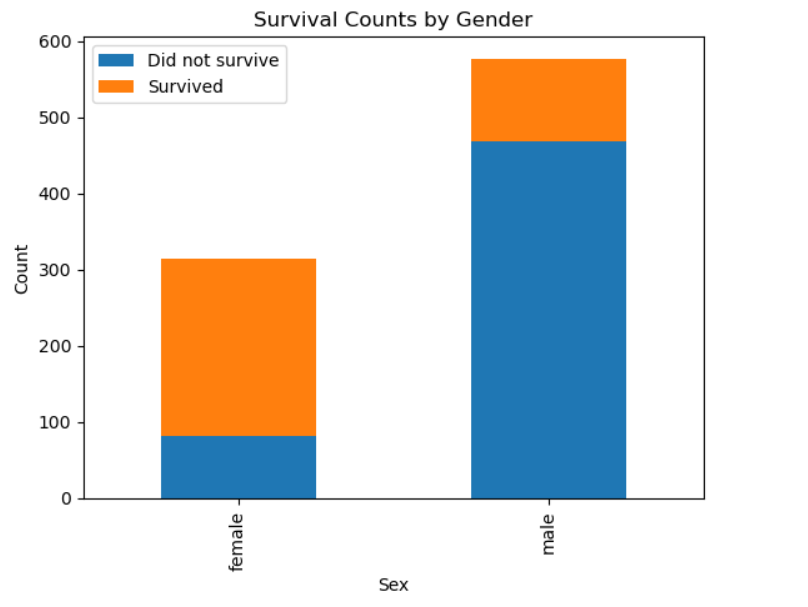 Survival Counts by Gender
Did not survive
Survived
600
500
400
300
200
100
0
Count
female
male
Sex